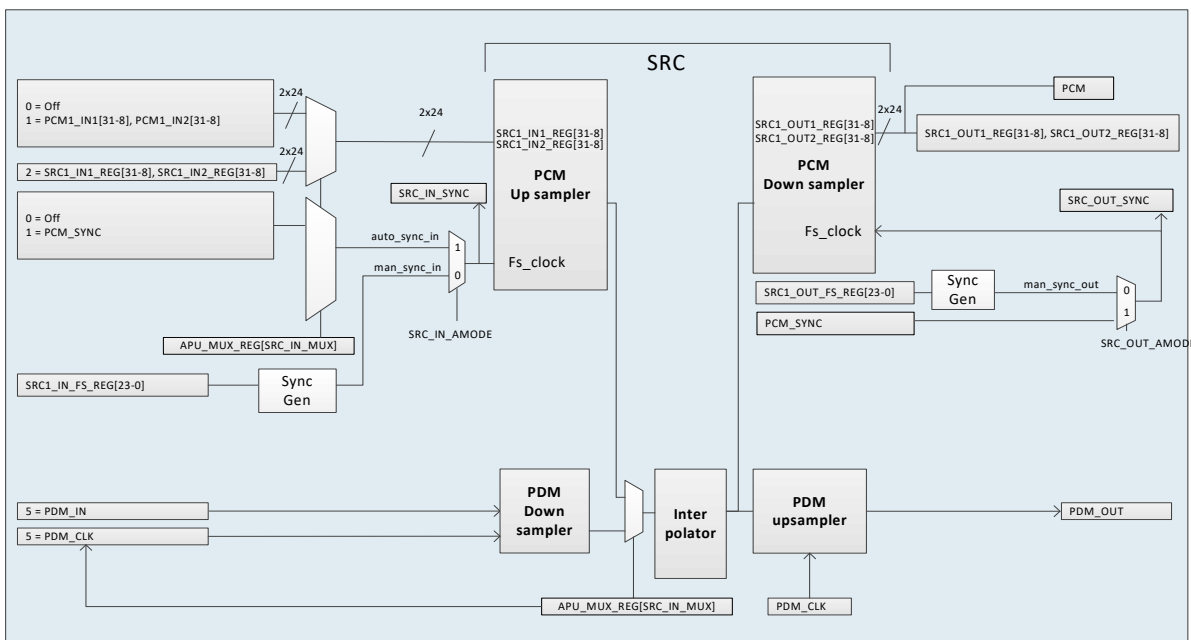 SRC
0 = Off
1 = PCM1_IN1[31-8], PCM1_IN2[31-8]
2x24
2 = SRC1_IN1_REG[31-8], SRC1_IN2_REG[31-8]
2x24
0 = Off
1 = PCM_SYNC
2x24
SRC1_IN1_REG[31-8]
SRC1_IN2_REG[31-8]
PCM
Up sampler
Fs_clock
SRC_IN_SYNC
auto_sync_in
man_sync_in
1
0
SRC_IN_AMODE
APU_MUX_REG[SRC_IN_MUX]
SRC1_IN_FS_REG[23-0]
Sync
Gen
SRC1_OUT1_REG[31-8]
SRC1_OUT2_REG[31-8]
PCM
Down sampler
Fs_clock
2x24
PCM
SRC1_OUT1_REG[31-8], SRC1_OUT2_REG[31-8]
SRC_OUT_SYNC
SRC1_OUT_FS_REG[23-0]
Sync
Gen
man_sync_out
0
1
PCM_SYNC
SRC_OUT_AMODE
5 = PDM_IN
5 = PDM_CLK
PDM
Down
sampler
Inter
polator
PDM
upsampler
PDM_OUT
APU_MUX_REG[SRC_IN_MUX]
PDM_CLK